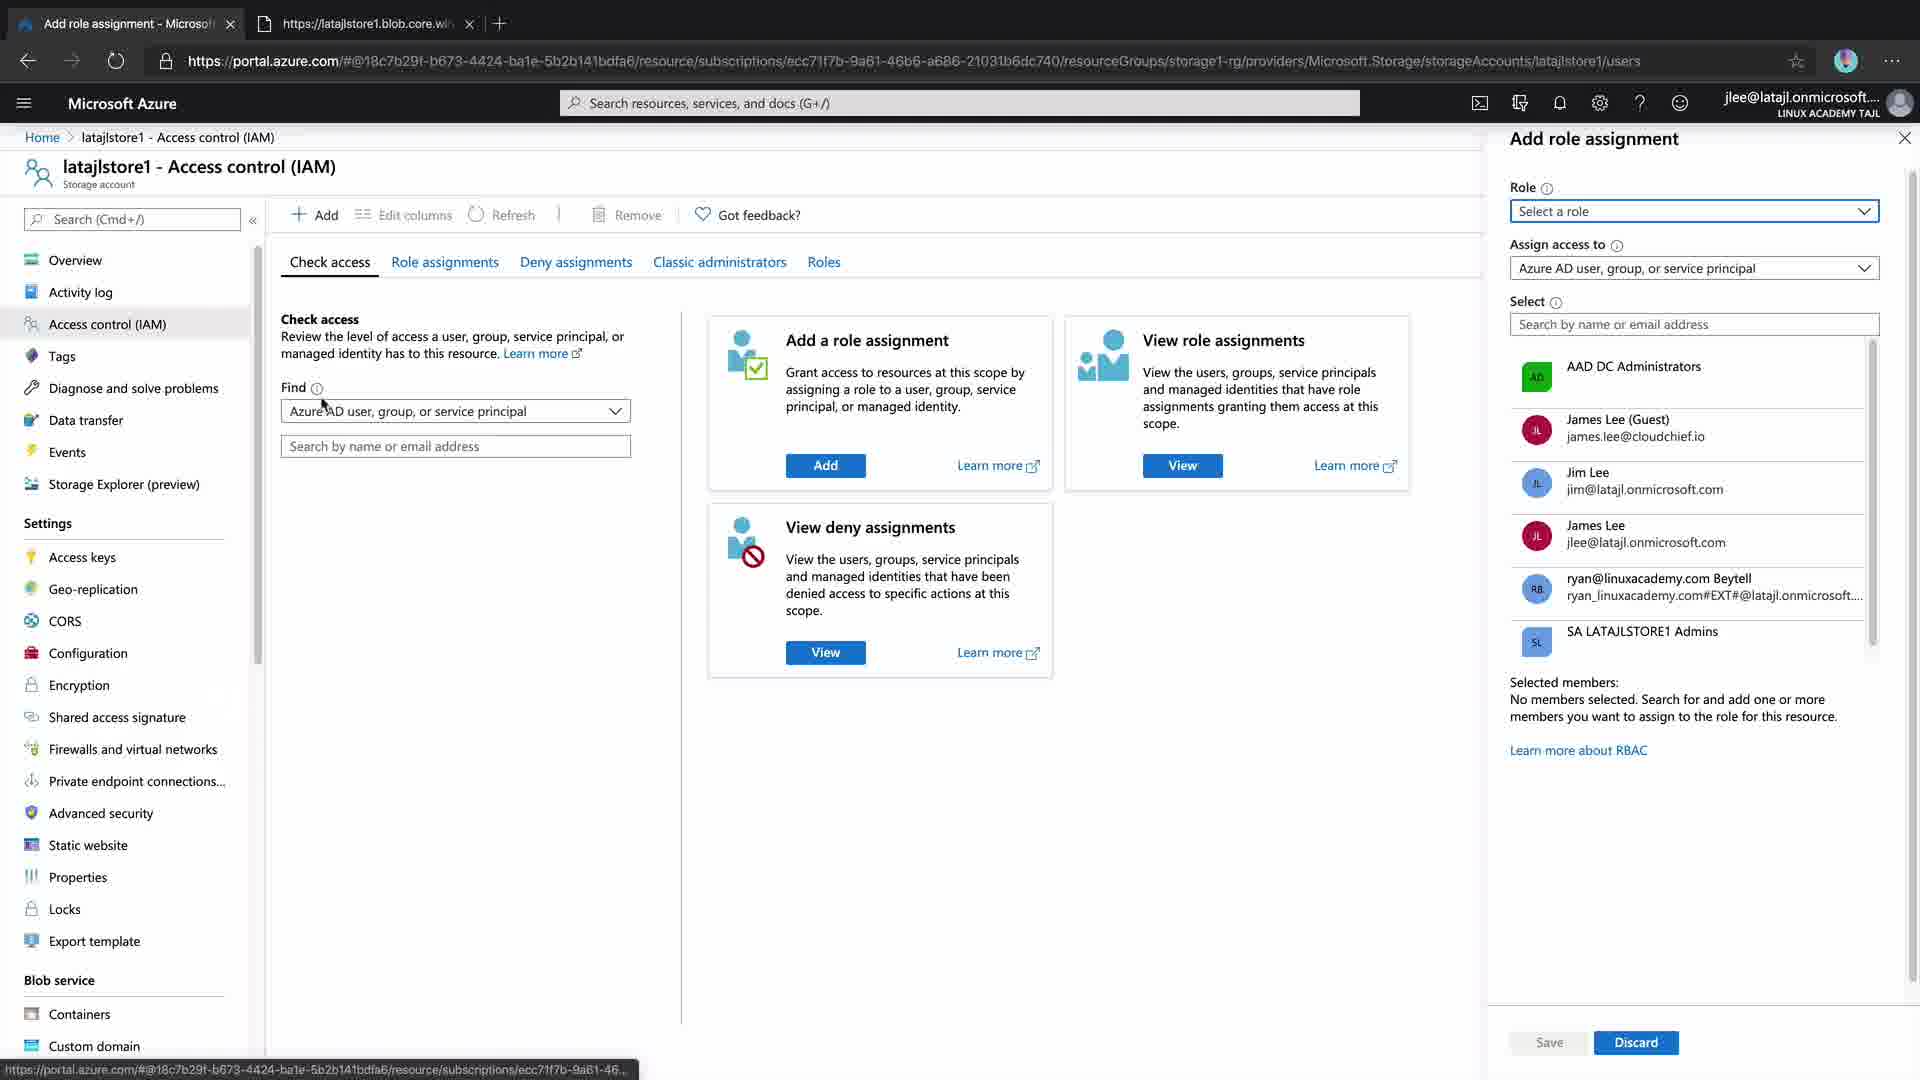 Add role assignment - Microsoft
https://latajlstore1.blob.core.win
https://portal.azure.com/#@18c7b29f-b673-4424-ba1e-5b2b141bdfa6/resource/subscriptions/ecc71f7b-9a61-46b6-a686-21031b6dc740/resourceGroups/storage1-rg/providers/Microsoft.Storage/storageAccounts/latajlstore1/users
Microsoft Azure
Search resources, services, and docs (G+/)
jlee@latajl.onmicrosoft....
LINUX ACADEMY TAJL
Home > latajlstore1 - Access control (IAM)
latajlstore1 - Access control (IAM)
Storage account
Search (Cmd+/)
«
Overview
Activity log
Access control (IAM)
Tags
Diagnose and solve problems
Data transfer
Events
Storage Explorer (preview)
Settings
Access keys
Geo-replication
CORS
Configuration
Encryption
Shared access signature
Firewalls and virtual networks
Private endpoint connections...
Advanced security
Static website
Properties
Locks
Export template
Blob service
Containers
Custom domain
Add
Edit columns
Refresh
Remove
Got feedback?
Check access
Role assignments
Deny assignments
Classic administrators
Roles
Check access
Review the level of access a user, group, service principal, or
managed identity has to this resource. Learn more
Find
Azure AD user, group, or service principal
Search by name or email address
Add a role assignment
Grant access to resources at this scope by
assigning a role to a user, group, service
principal, or managed identity.
Add
Learn more
View role assignments
View the users, groups, service principals
and managed identities that have role
assignments granting them access at this
scope.
View
Learn more
View deny assignments
View the users, groups, service principals
and managed identities that have been
denied access to specific actions at this
scope.
View
Learn more
Add role assignment
Role
Select a role
Assign access to
Azure AD user, group, or service principal
Select
Search by name or email address
AD
AAD DC Administrators
JL
James Lee (Guest)
james.lee@cloudchief.io
JL
Jim Lee
jim@latajl.onmicrosoft.com
JL
James Lee
jlee@latajl.onmicrosoft.com
RB
ryan@linuxacademy.com Beytell
ryan_linuxacademy.com#EXT#@latajl.onmicrosoft....
SL
SA LATAJLSTORE1 Admins
Selected members:
No members selected. Search for and add one or more
members you want to assign to the role for this resource.
Learn more about RBAC
Save
Discard
https://portal.azure.com/#@18c7b29f-b673-4424-ba1e-5b2b141bdfa6/resource/subscriptions/ecc71f7b-9a61-46...